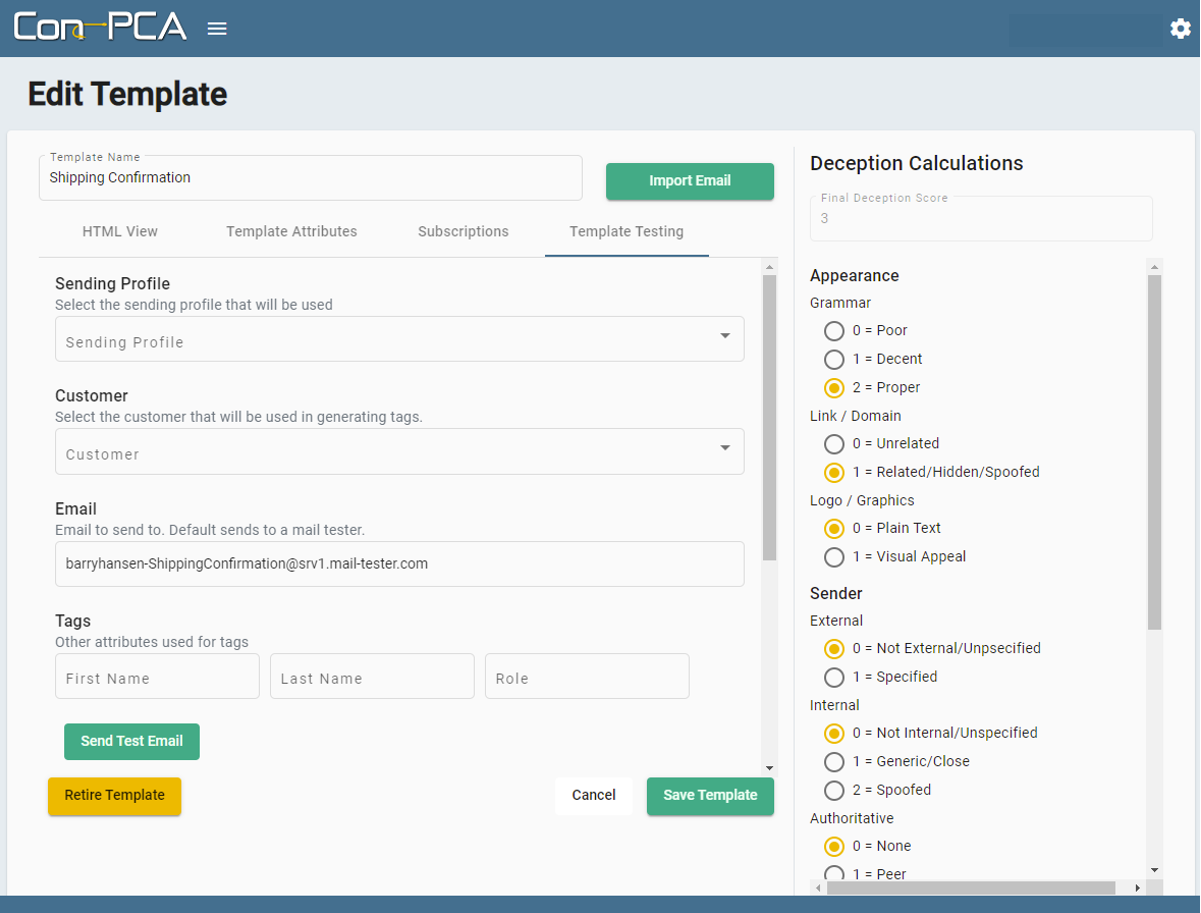 Con-PCA
Edit Template
Template Name
Shipping Confirmation
Import Email
HTML View
Template Attributes
Subscriptions
Template Testing
Sending Profile
Select the sending profile that will be used
Sending Profile
Customer
Select the customer that will be used in generating tags.
Customer
Email
Email to send to. Default sends to a mail tester.
barryhansen-ShippingConfirmation@srv1.mail-tester.com
Tags
Other attributes used for tags
First Name
Last Name
Role
Send Test Email
Retire Template
Cancel
Save Template
Deception Calculations
Final Deception Score
3
Appearance
Grammar
0 = Poor
1 = Decent
2 = Proper
Link / Domain
0 = Unrelated
1 = Related/Hidden/Spoofed
Logo / Graphics
0 = Plain Text
1 = Visual Appeal
Sender
External
0 = Not External/Unpsecified
1 = Specified
Internal
0 = Not Internal/Unspecified
1 = Generic/Close
2 = Spoofed
Authoritative
0 = None
1 = Peer